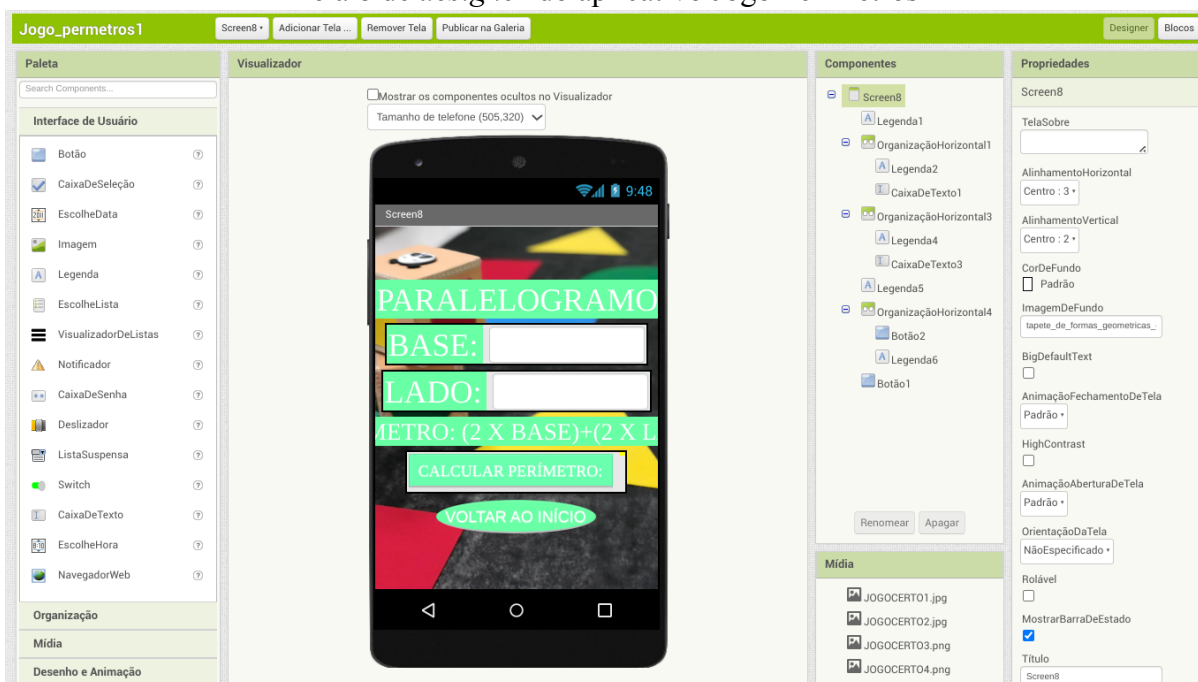 Jogo_permetros1
Screen8
Adicionar Tela ...
Remover Tela
Publicar na Galeria
Designer
Blocos
Paleta
Search Components...
Interface de Usuário
Botão
CaixaDeSeleção
EscolheData
Imagem
Legenda
EscolheLista
VisualizadorDeListas
Notificador
CaixaDeSenha
Deslizador
ListaSuspensa
Switch
CaixaDeTexto
EscolheHora
NavegadorWeb
Organização
Mídia
Desenho e Animação
Visualizador
Mostrar os componentes ocultos no Visualizador
Tamanho de telefone (505,320)
9:48
Screen8
PARALELOGRAMO
BASE:
LADO:
METRO: (2 X BASE)+(2 X L
CALCULAR PERÍMETRO:
VOLTAR AO INÍCIO
Componentes
Screen8
Legenda1
OrganizaçãoHorizontal1
Legenda2
CaixaDeTexto1
OrganizaçãoHorizontal3
Legenda4
CaixaDeTexto3
Legenda5
OrganizaçãoHorizontal4
Botão2
Legenda6
Botão1
Renomear
Apagar
Mídia
JOGOCERTO1.jpg
JOGOCERTO2.jpg
JOGOCERTO3.png
JOGOCERTO4.png
Propriedades
Screen8
TelaSobre
AlinhamentoHorizontal
Centro : 3
AlinhamentoVertical
Centro : 2
CorDeFundo
Padrão
ImagemDeFundo
tapete_de_formas_geometricas_
BigDefaultText
AnimaçãoFechamentoDeTela
Padrão
HighContrast
AnimaçãoAberturaDeTela
Padrão
OrientaçãoDaTela
NãoEspecificado
Rolável
MostrarBarraDeEstado
Título
Screen8